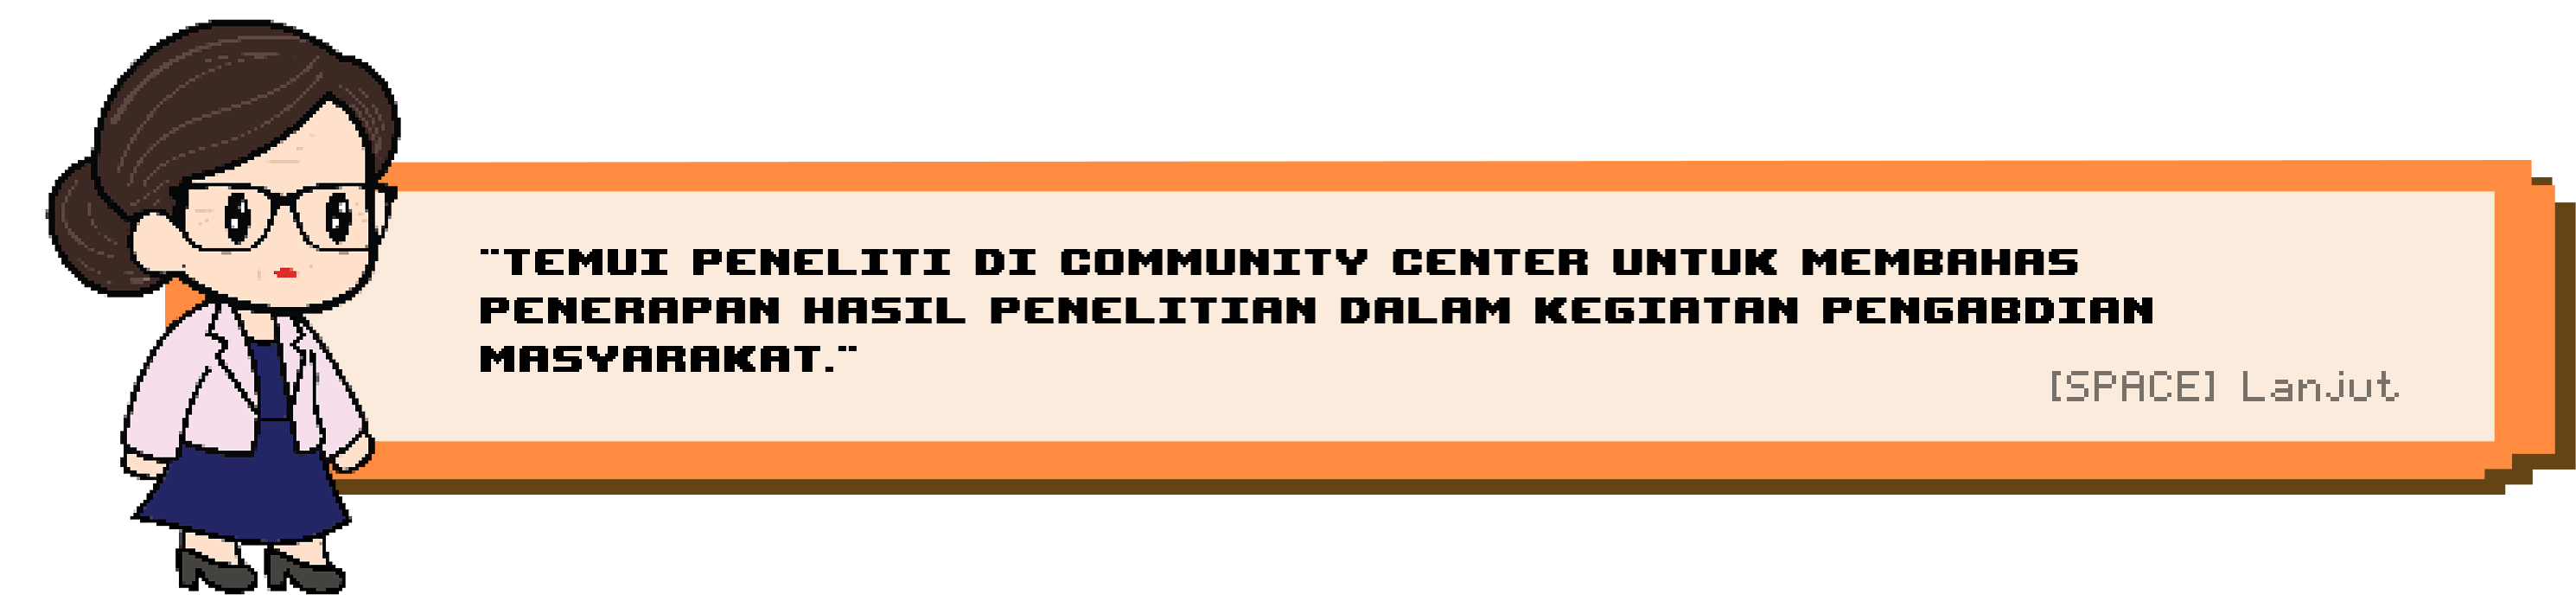 "TEMUI PENELITI DI COMMUNITY CENTER UNTUK MEMBAHAS
PENERAPAN HASIL PENELITIAN DALAM KEGIATAN PENGABDIAN
MASYARAKAT."
[SPACE] Lanjut